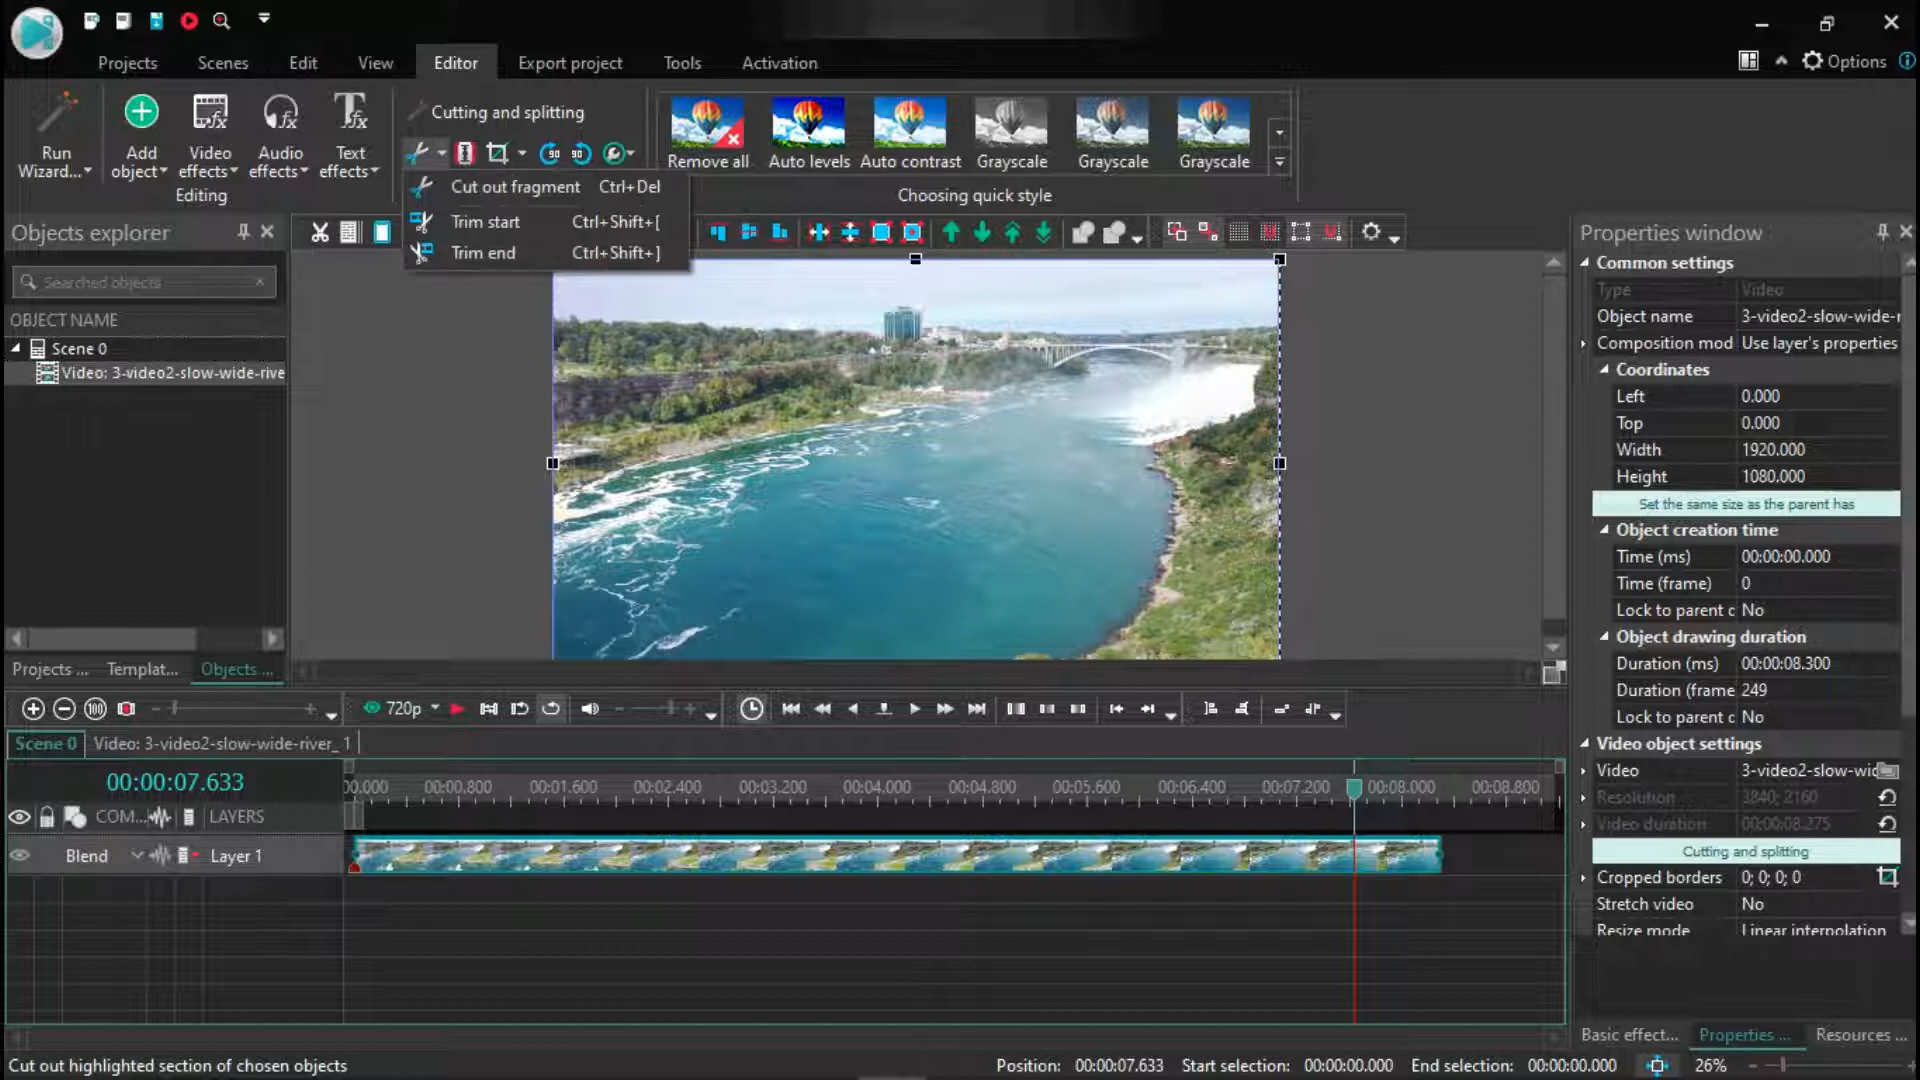 Projects
Scenes
Edit
View
Editor
Export project
Tools
Activation
Options
Run
Wizard...
Add
object
Video
effects
Audio
effects
Text
effects
Editing
Cutting and splitting
Remove all
Auto levels
Auto contrast
Grayscale
Grayscale
Grayscale
Choosing quick style
Cut out fragment Ctrl+Del
Trim start Ctrl+Shift+[
Trim end Ctrl+Shift+]
Objects explorer
Searched objects
OBJECT NAME
Scene 0
Video: 3-video2-slow-wide-rive
Projects ...
Templat...
Objects ...
Properties window
Common settings
Type Video
Object name 3-video2-slow-wide-r
Composition mod Use layer's properties
Coordinates
Left 0.000
Top 0.000
Width 1920.000
Height 1080.000
Set the same size as the parent has
Object creation time
Time (ms) 00:00:00.000
Time (frame) 0
Lock to parent c No
Object drawing duration
Duration (ms) 00:00:08.300
Duration (frame 249
Lock to parent c No
Video object settings
Video 3-video2-slow-wid
Resolution 3840; 2160
Video duration 00:00:08.275
Cutting and splitting
Cropped borders 0; 0; 0; 0
Stretch video No
Resize mode Linear interpolation
Basic effect...
Properties ...
Resources ...
100
720p
Scene 0
Video: 3-video2-slow-wide-river_ 1
00:00:07.633
0.000 00:00:00.800 00:00:01.600 00:00:02.400 00:00:03.200 00:00:04.000 00:00:04.800 00:00:05.600 00:00:06.400 00:00:07.200 00:00:08.000 00:00:08.800
COM... LAYERS
Blend Layer 1
Cut out highlighted section of chosen objects
Position: 00:00:07.633 Start selection: 00:00:00.000 End selection: 00:00:00.000 26%